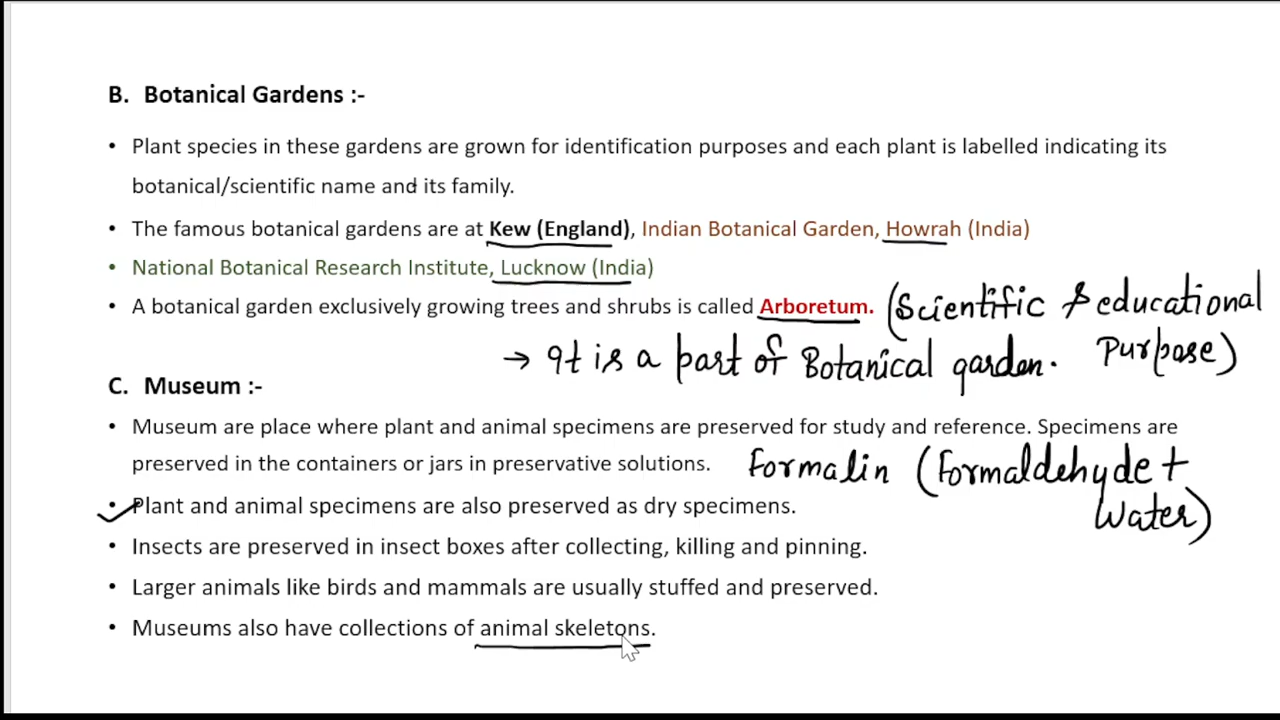 B. Botanical Gardens :-
• Plant species in these gardens are grown for identification purposes and each plant is labelled indicating its
botanical/scientific name and its family.
• The famous botanical gardens are at Kew (England), Indian Botanical Garden, Howrah (India)
• National Botanical Research Institute, Lucknow (India)
• A botanical garden exclusively growing trees and shrubs is called Arboretum. (Scientific & educational
Purpose)
→ It is a part of Botanical garden.
C. Museum :-
• Museum are place where plant and animal specimens are preserved for study and reference. Specimens are
preserved in the containers or jars in preservative solutions. Formalin (Formaldehyde +
Water)
• Plant and animal specimens are also preserved as dry specimens.
• Insects are preserved in insect boxes after collecting, killing and pinning.
• Larger animals like birds and mammals are usually stuffed and preserved.
• Museums also have collections of animal skeletons.